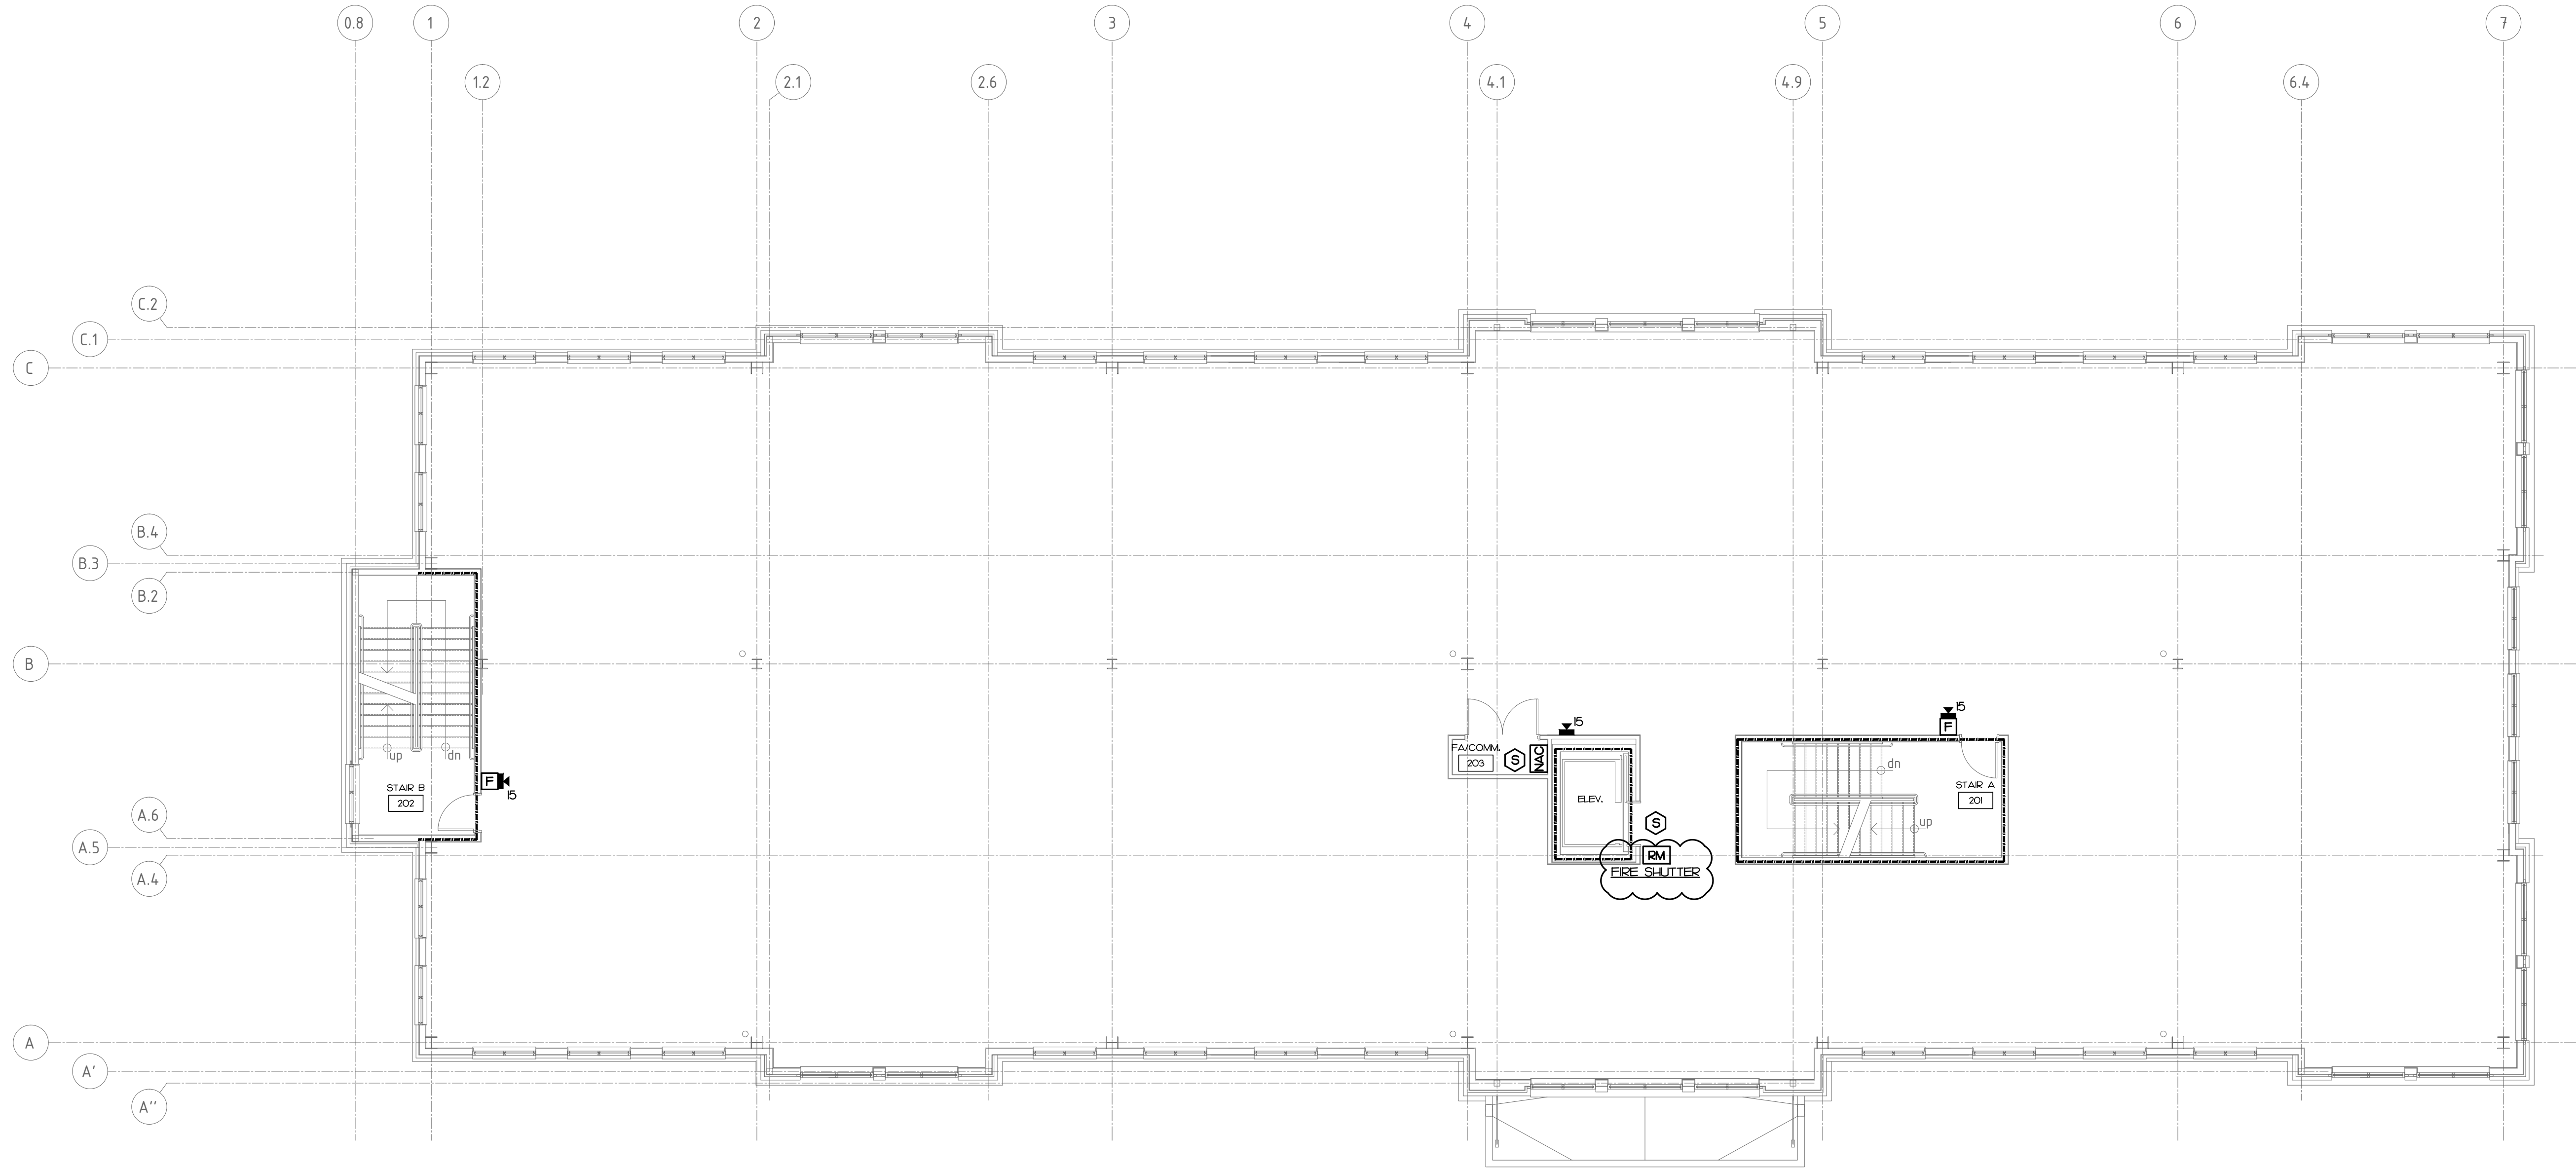 0.8 1 2 3 4 5 6 7
1.2 2.1 2.6 4.1 4.9 6.4
C.2
C.1
C
B.4
B.3
B.2
B
15
15
FA/COMM.
203
S
NAC
F
up
dn
F
15
STAIR B
202
ELEV.
dn
STAIR A
201
up
S
A.6
A.5
A.4
RM
FIRE SHUTTER
A
A'
A''